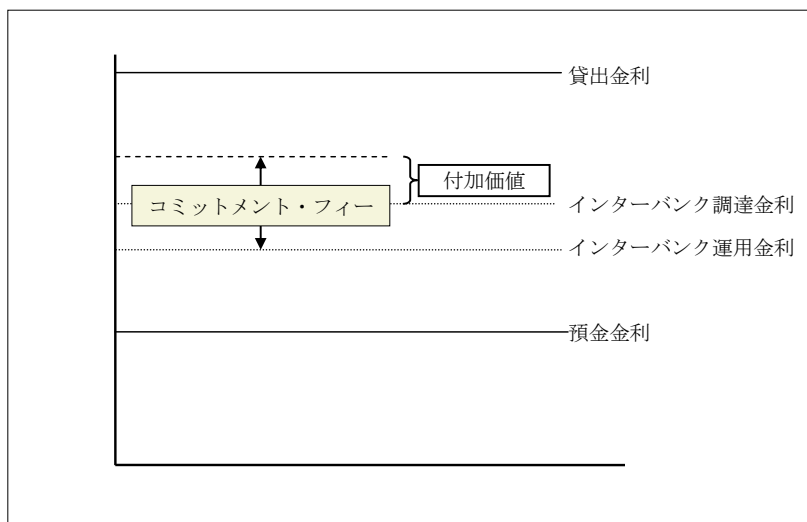 貸出金利
付加価値
コミットメント・フィー
インターバンク調達金利
インターバンク運用金利
預金金利